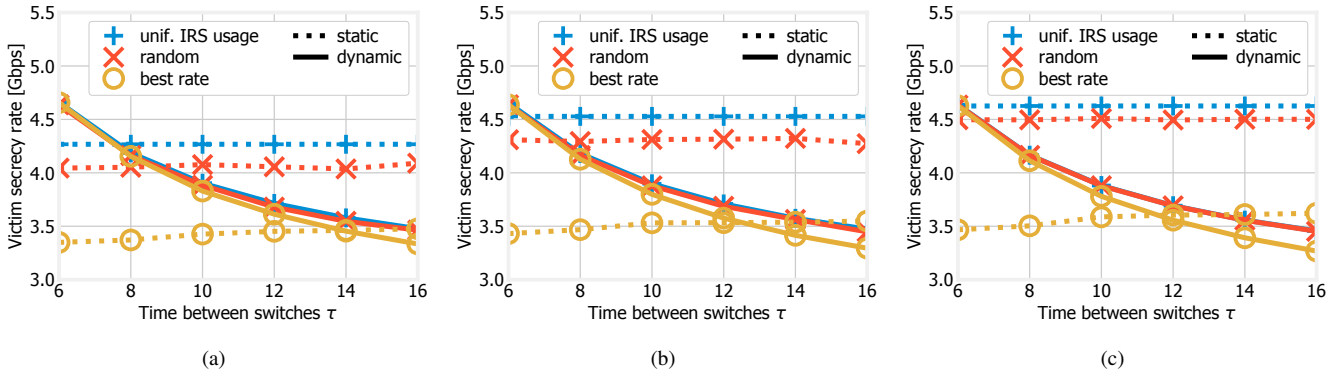 5.5
5.0
4.5
4.0
3.5
3.0
Victim secrecy rate [Gbps]
unif. IRS usage
random
best rate
static
dynamic
6 8 10 12 14 16
Time between switches τ
(a)
5.5
5.0
4.5
4.0
3.5
3.0
Victim secrecy rate [Gbps]
unif. IRS usage
random
best rate
static
dynamic
6 8 10 12 14 16
Time between switches τ
(b)
5.5
5.0
4.5
4.0
3.5
3.0
Victim secrecy rate [Gbps]
unif. IRS usage
random
best rate
static
dynamic
6 8 10 12 14 16
Time between switches τ
(c)